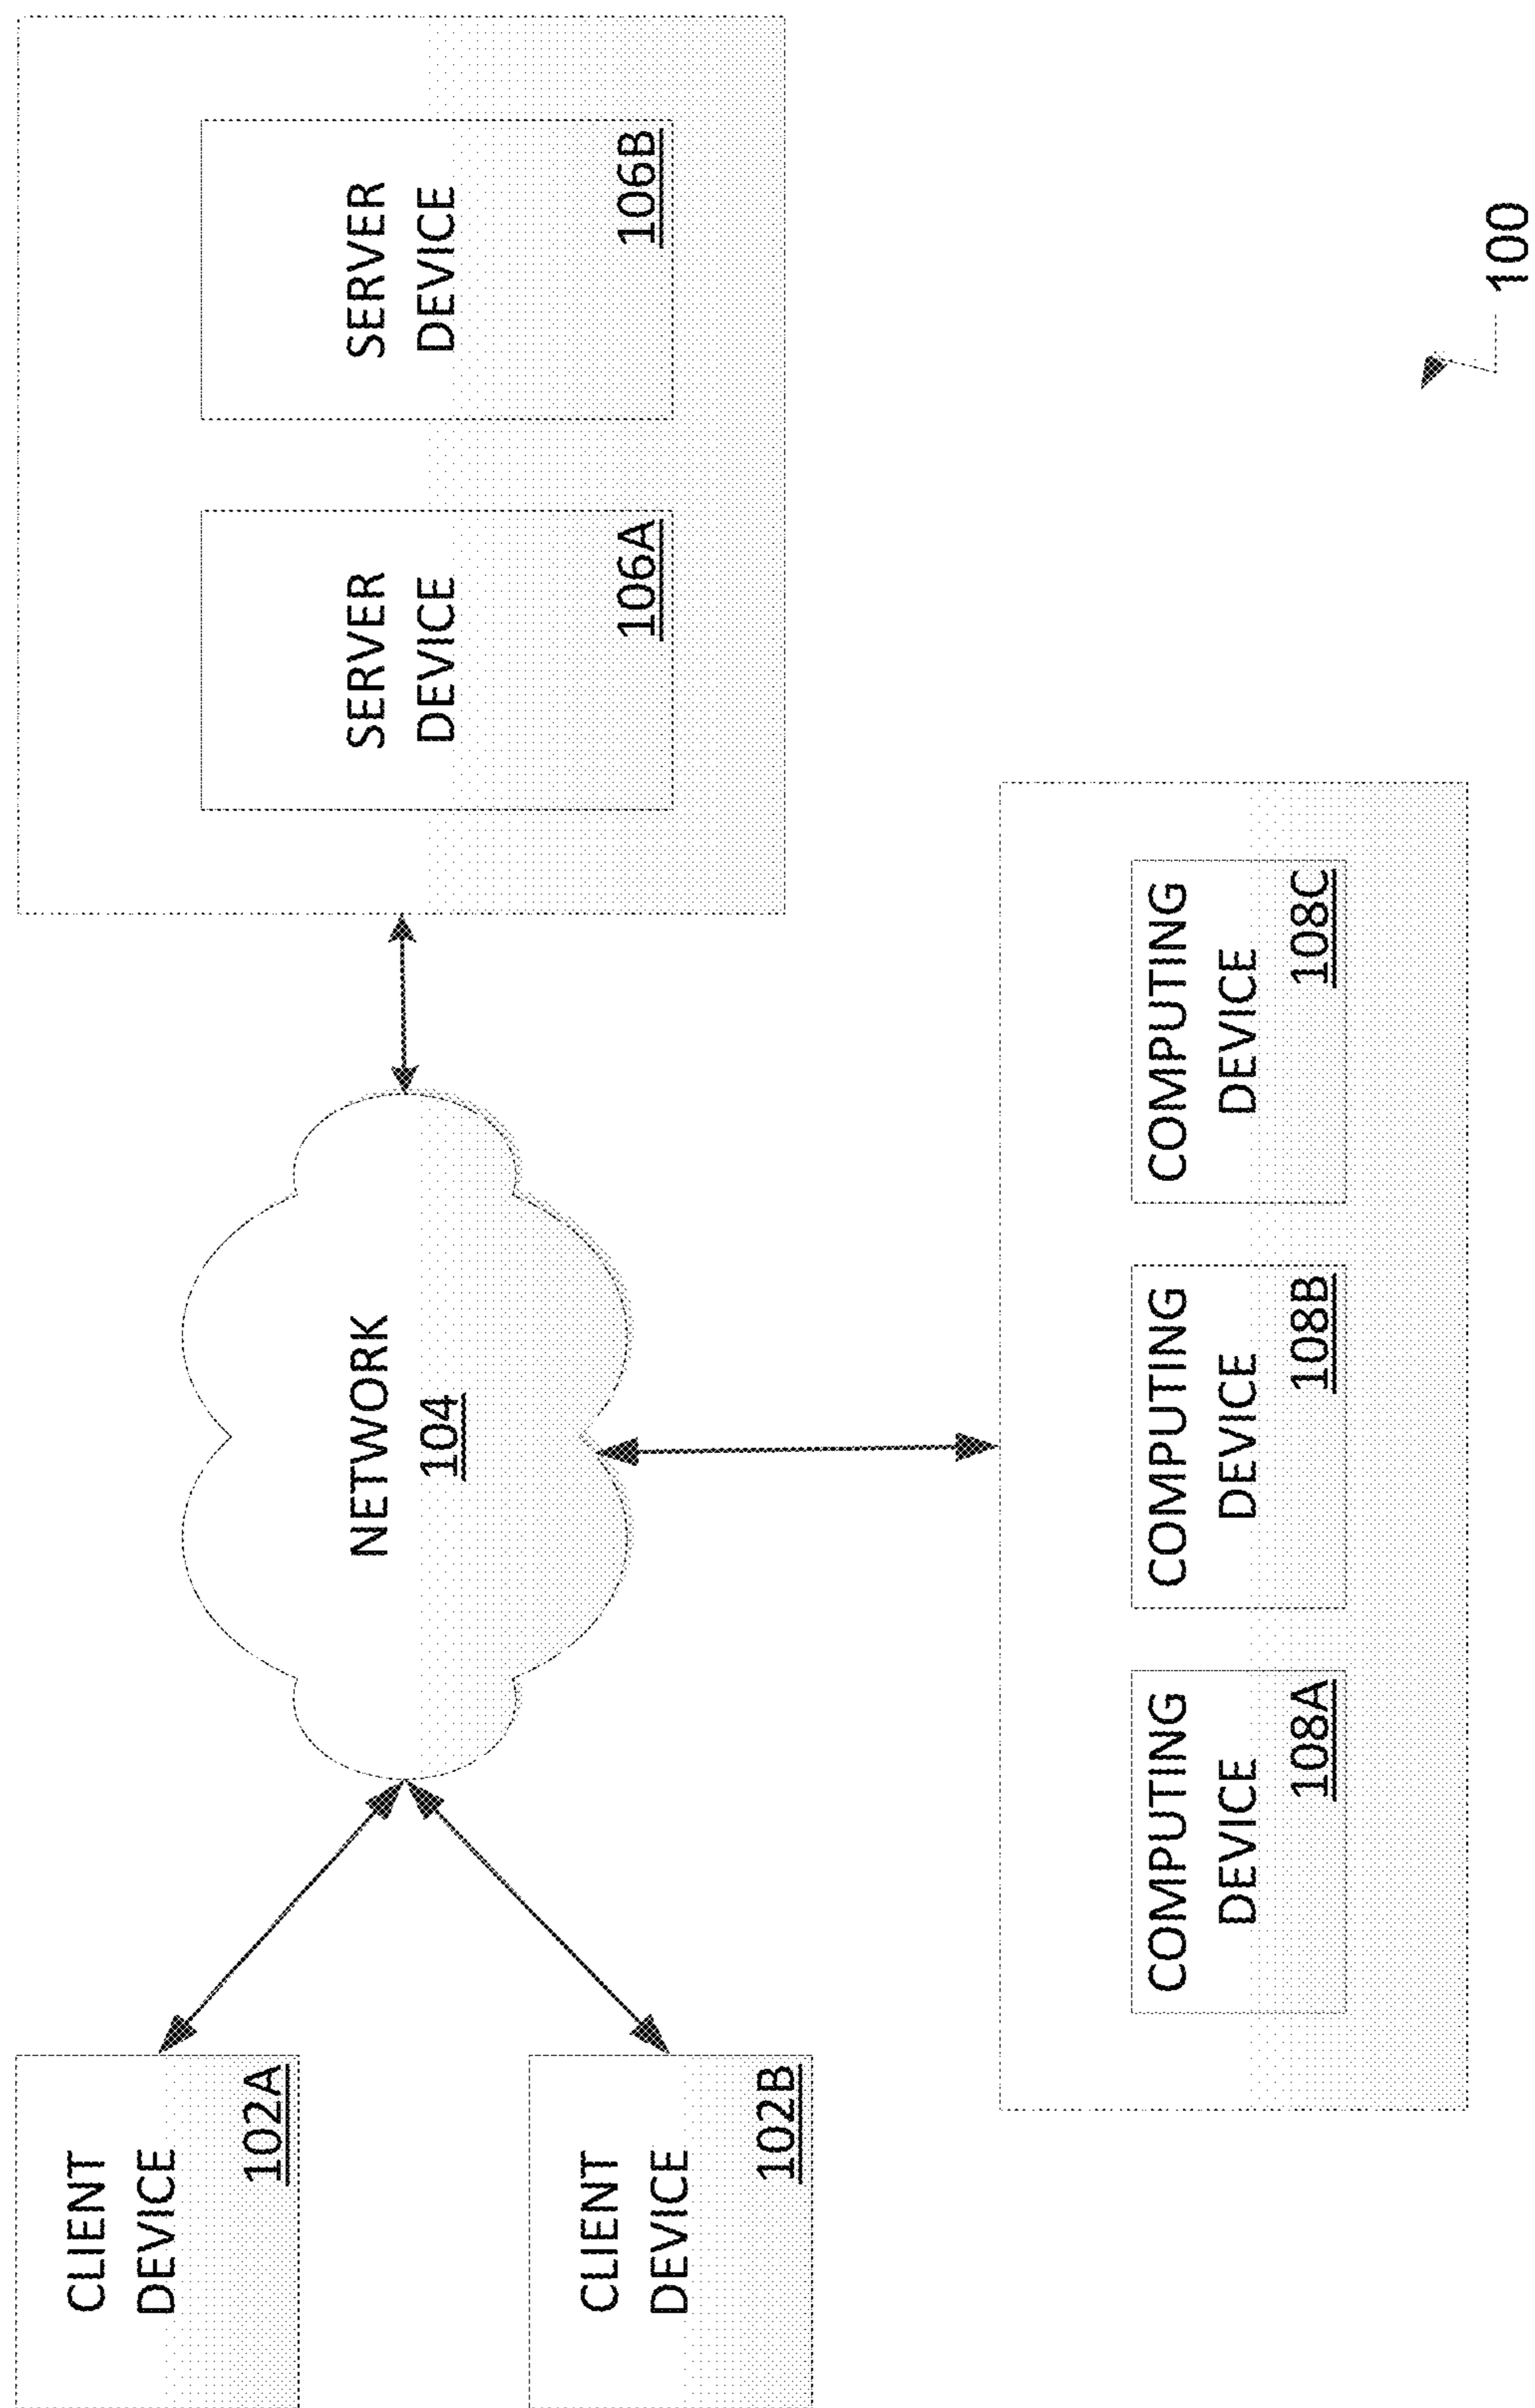 CLIENT
DEVICE
102A
CLIENT
DEVICE
102B
NETWORK
104
SERVER
DEVICE
106A
SERVER
DEVICE
106B
COMPUTING
DEVICE
108A
COMPUTING
DEVICE
108B
COMPUTING
DEVICE
108C
100